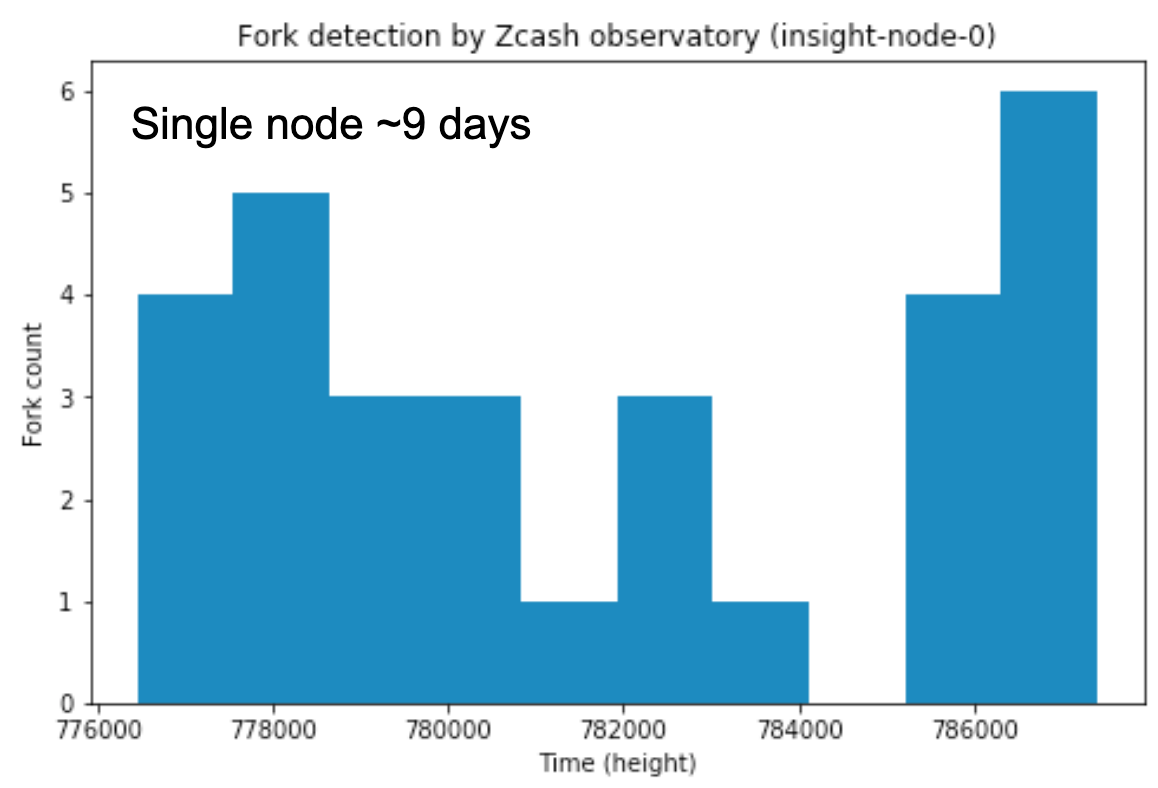 Fork detection by Zcash observatory (insight-node-0)
Single node ~9 days
6
5
4
3
2
1
0
Fork count
776000 778000 780000 782000 784000 786000
Time (height)